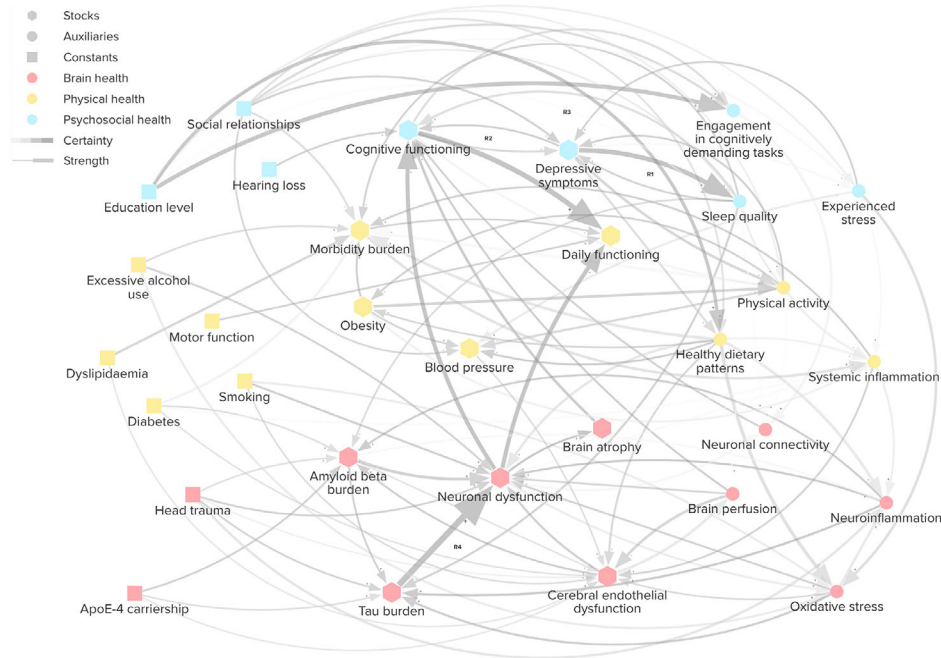 Stocks
Auxiliaries
Constants
Brain health
Physical health
Psychosocial health
Certainty
Strength
Social relationships
Cognitive functioning
R2
R3
Depressive
symptoms
R1
Engagement
in cognitively
demanding tasks
Hearing loss
Education level
Sleep quality
Experienced
stress
Morbidity burden
Daily functioning
Excessive alcohol
use
Physical activity
Obesity
Motor function
Blood pressure
Healthy dietary
patterns
Systemic inflammation
Dyslipidaemia
Smoking
Diabetes
Brain atrophy
Neuronal connectivity
Amyloid beta
burden
Neuronal dysfunction
Head trauma
Brain perfusion
Neuroinflammation
R4
Tau burden
Cerebral endothelial
dysfunction
Oxidative stress
ApoE-4 carriership